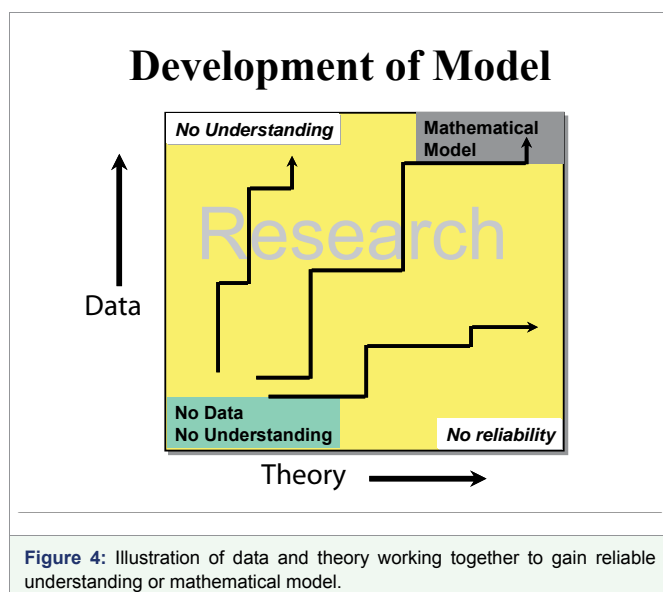 Development of Model
No Understanding
Mathematical
Model
Research
Data
No Data
No Understanding
No reliability
Theory
Figure 4: Illustration of data and theory working together to gain reliable
understanding or mathematical model.